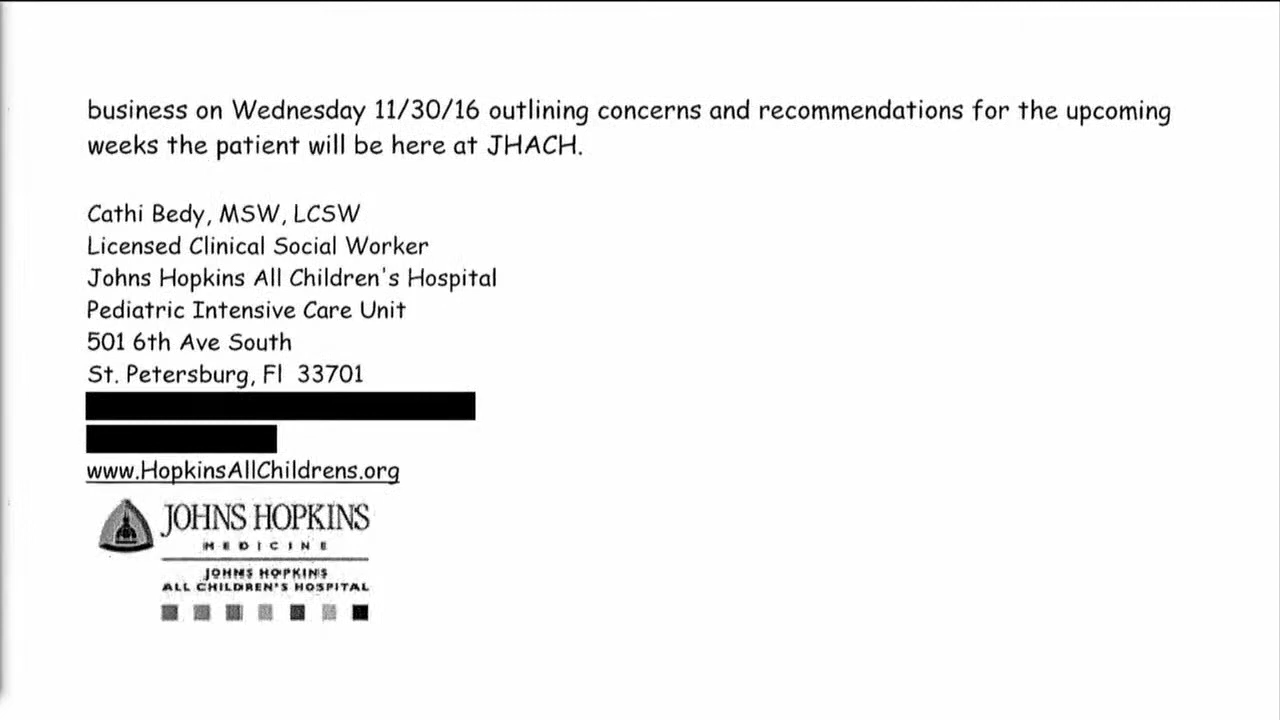 business on Wednesday 11/30/16 outlining concerns and recommendations for the upcoming
weeks the patient will be here at JHACH.
Cathi Bedy, MSW, LCSW
Licensed Clinical Social Worker
Johns Hopkins All Children's Hospital
Pediatric Intensive Care Unit
501 6th Ave South
St. Petersburg, Fl 33701
www.HopkinsAllChildrens.org
JOHNS HOPKINS
MEDICINE
JOHNS HOPKINS
ALL CHILDREN'S HOSPITAL